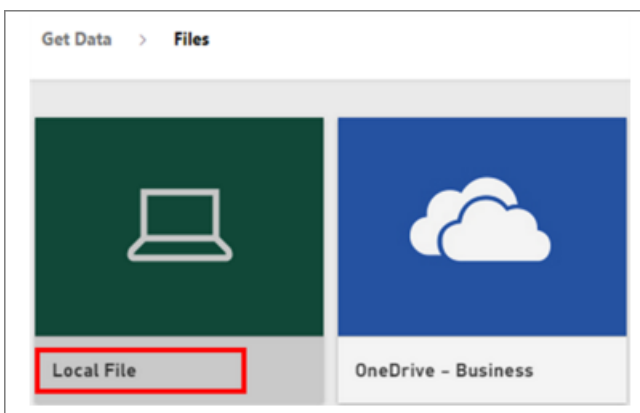 Get Data > Files
Local File
OneDrive – Business